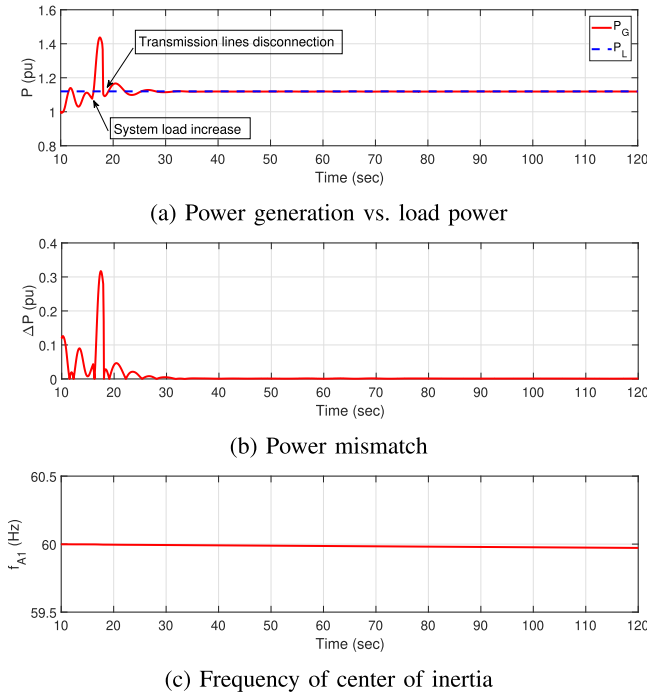 1.6
1.4
1.2
1
0.8
P (pu)
Transmission lines disconnection
System load increase
P_G
P_L
10 20 30 40 50 60 70 80 90 100 110 120
Time (sec)
(a) Power generation vs. load power
0.4
0.3
0.2
0.1
0
ΔP (pu)
10 20 30 40 50 60 70 80 90 100 110 120
Time (sec)
(b) Power mismatch
60.5
60
59.5
f_A1 (Hz)
10 20 30 40 50 60 70 80 90 100 110 120
Time (sec)
(c) Frequency of center of inertia